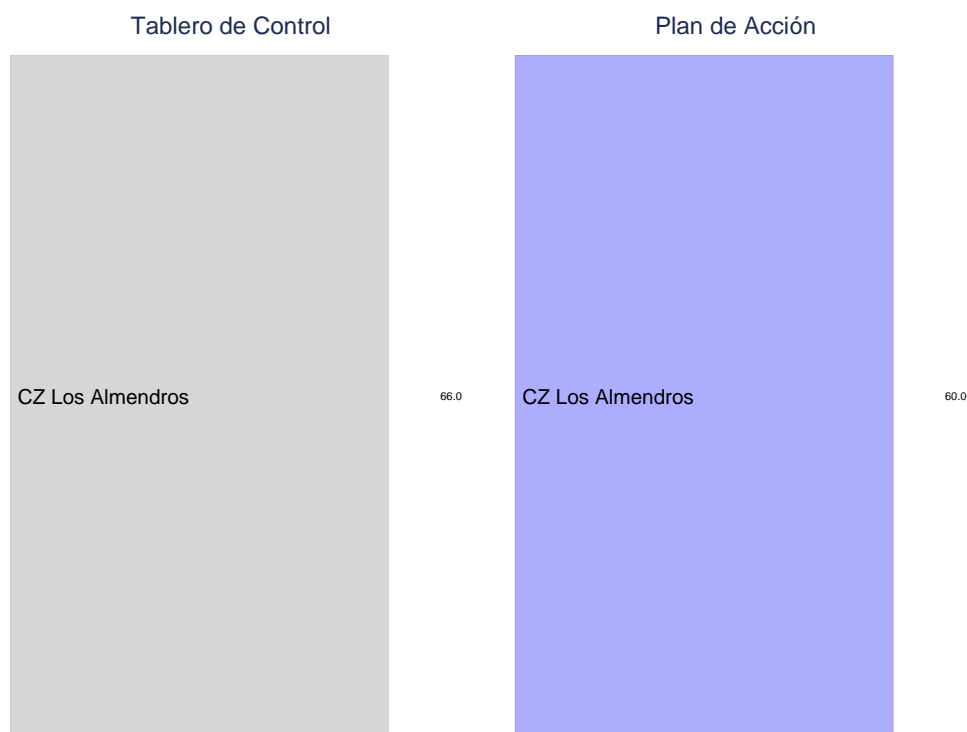 Tablero de Control
Plan de Acción
CZ Los Almendros
66.0
CZ Los Almendros
60.0